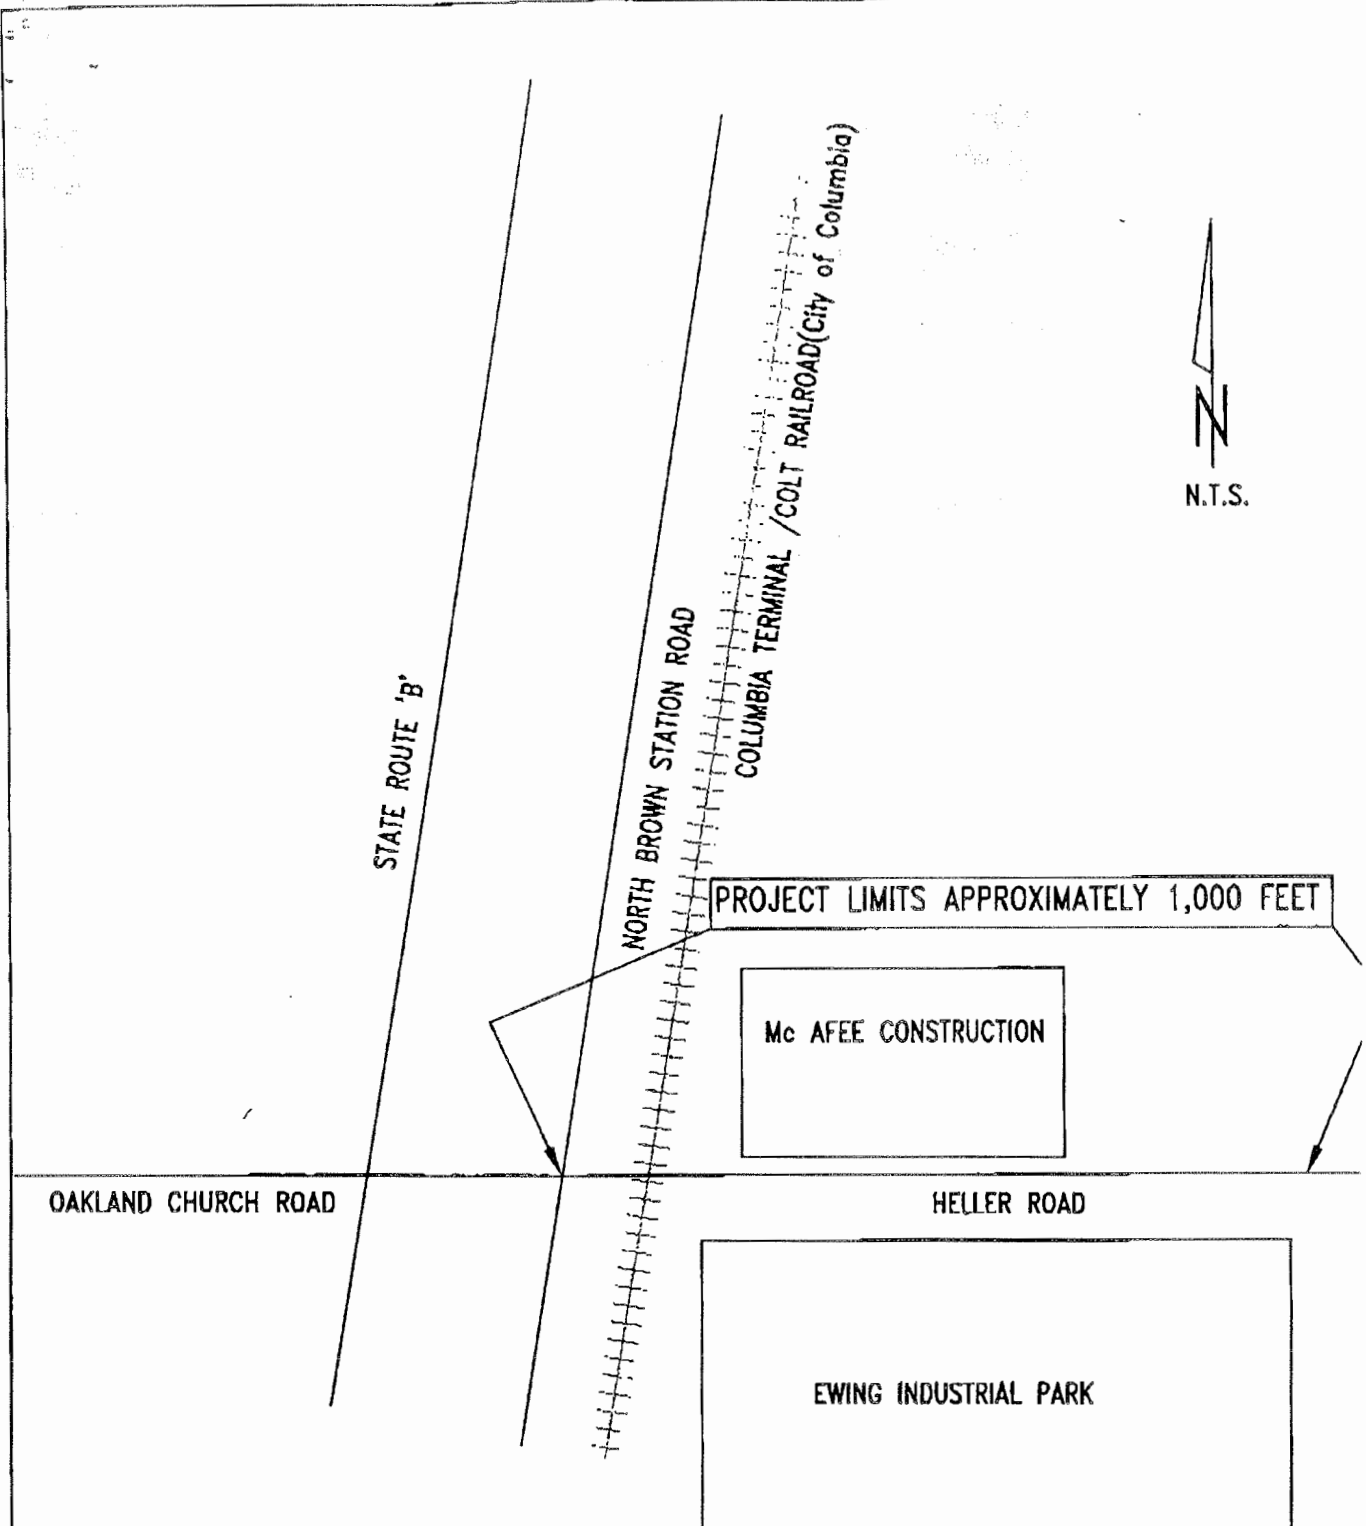 COLUMBIA TERMINAL /COLT RAILROAD(City of Columbia)
N
N.T.S.
STATE ROUTE 'B'
NORTH BROWN STATION ROAD
PROJECT LIMITS APPROXIMATELY 1,000 FEET
Mc AFEE CONSTRUCTION
OAKLAND CHURCH ROAD
HELLER ROAD
EWING INDUSTRIAL PARK